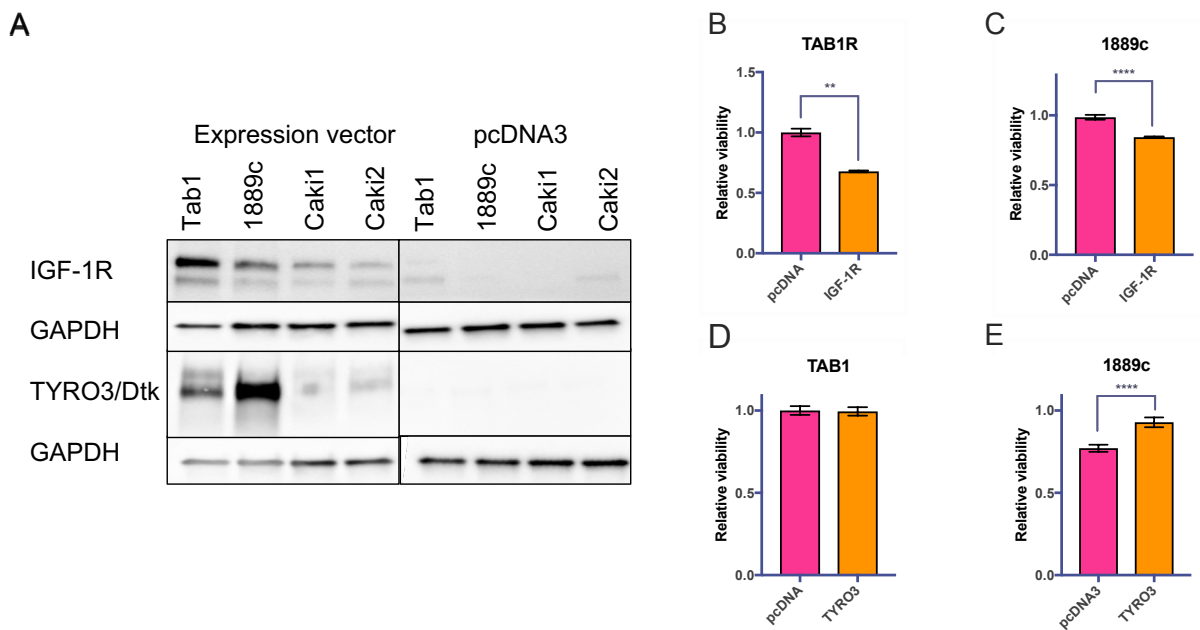 A
Expression vector
pcDNA3
Tab1
1889c
Caki1
Caki2
Tab1
1889c
Caki1
Caki2
IGF-1R
GAPDH
TYRO3/Dtk
GAPDH
B
TAB1R
Relative viability
1.5
1.0
0.5
0.0
**
pcDNA
IGF-1R
C
1889c
Relative viability
1.0
0.5
0.0
****
pcDNA
IGF-1R
D
TAB1
Relative viability
1.0
0.5
0.0
pcDNA
TYRO3
E
1889c
Relative viability
1.0
0.5
0.0
****
pcDNA3
TYRO3